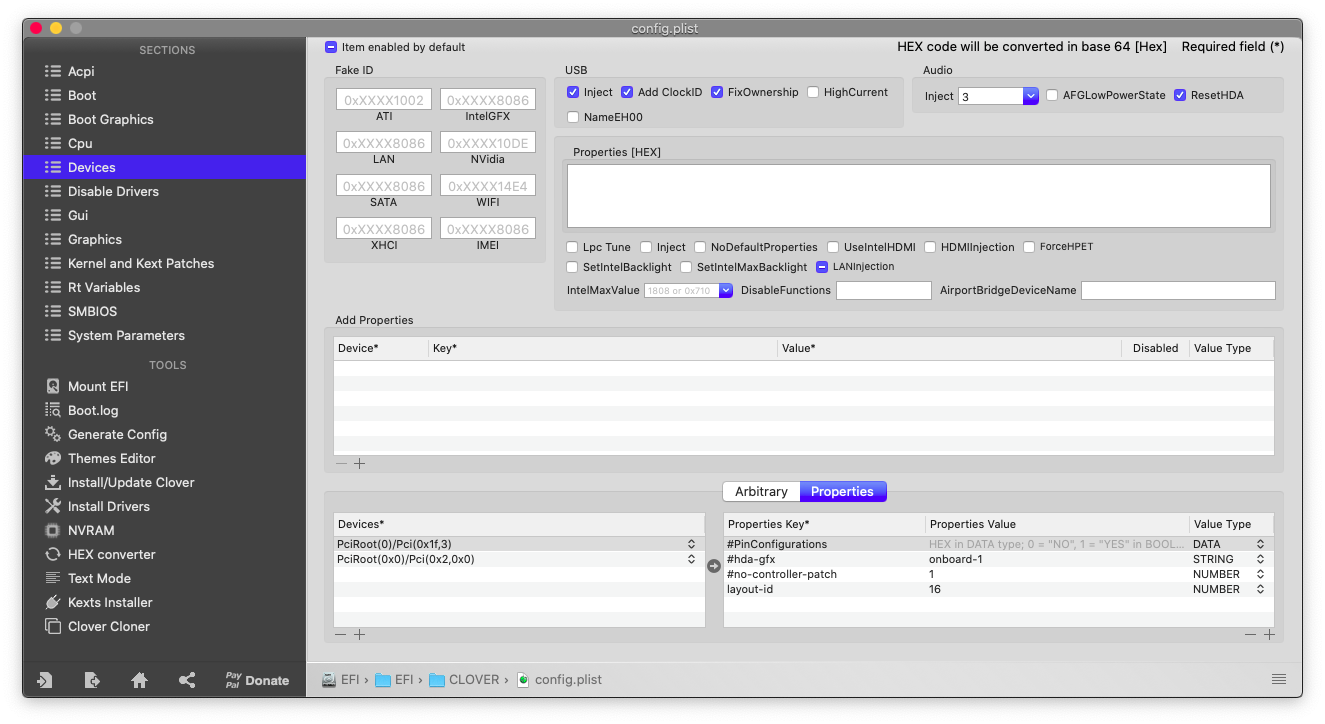 config.plist
SECTIONS
Acpi
Boot
Boot Graphics
Cpu
Devices
Disable Drivers
Gui
Graphics
Kernel and Kext Patches
Rt Variables
SMBIOS
System Parameters
TOOLS
Mount EFI
Boot.log
Generate Config
Themes Editor
Install/Update Clover
Install Drivers
NVRAM
HEX converter
Text Mode
Kexts Installer
Clover Cloner
Pay Pal Donate
Item enabled by default
HEX code will be converted in base 64 [Hex] Required field (*)
Fake ID
0xXXXX1002 0xXXXX8086
ATI IntelGFX
0xXXXX8086 0xXXXX10DE
LAN NVidia
0xXXXX8086 0xXXXX14E4
SATA WIFI
0xXXXX8086 0xXXXX8086
XHCI IMEI
USB
Inject Add ClockID FixOwnership HighCurrent
NameEH00
Audio
Inject 3 AFGLowPowerState ResetHDA
Properties [HEX]
Lpc Tune Inject NoDefaultProperties UseIntelHDMI HDMIInjection ForceHPET
SetIntelBacklight SetIntelMaxBacklight LANInjection
IntelMaxValue 1808 or 0x710 DisableFunctions AirportBridgeDeviceName
Add Properties
Device* Key* Value* Disabled Value Type
Arbitrary Properties
Devices*
PciRoot(0)/Pci(0x1f,3)
PciRoot(0x0)/Pci(0x2,0x0)
Properties Key* Properties Value Value Type
#PinConfigurations HEX in DATA type; 0 = "NO", 1 = "YES" in BOOL... DATA
#hda-gfx onboard-1 STRING
#no-controller-patch 1 NUMBER
layout-id 16 NUMBER
EFI › EFI › CLOVER › config.plist